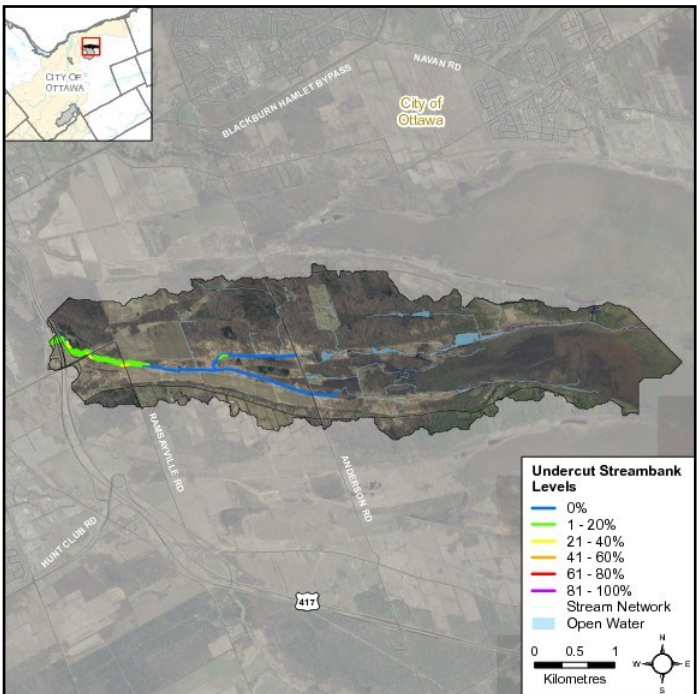 CITY OF
OTTAWA
BLACKBURN HAMLET BYPASS
NAVAN RD
City of
Ottawa
RAMSAYVILLE RD
ANDERSON RD
HUNT CLUB RD
417
Undercut Streambank
Levels
0%
1 - 20%
21 - 40%
41 - 60%
61 - 80%
81 - 100%
Stream Network
Open Water
0 0.5 1
Kilometres
N
W E
S